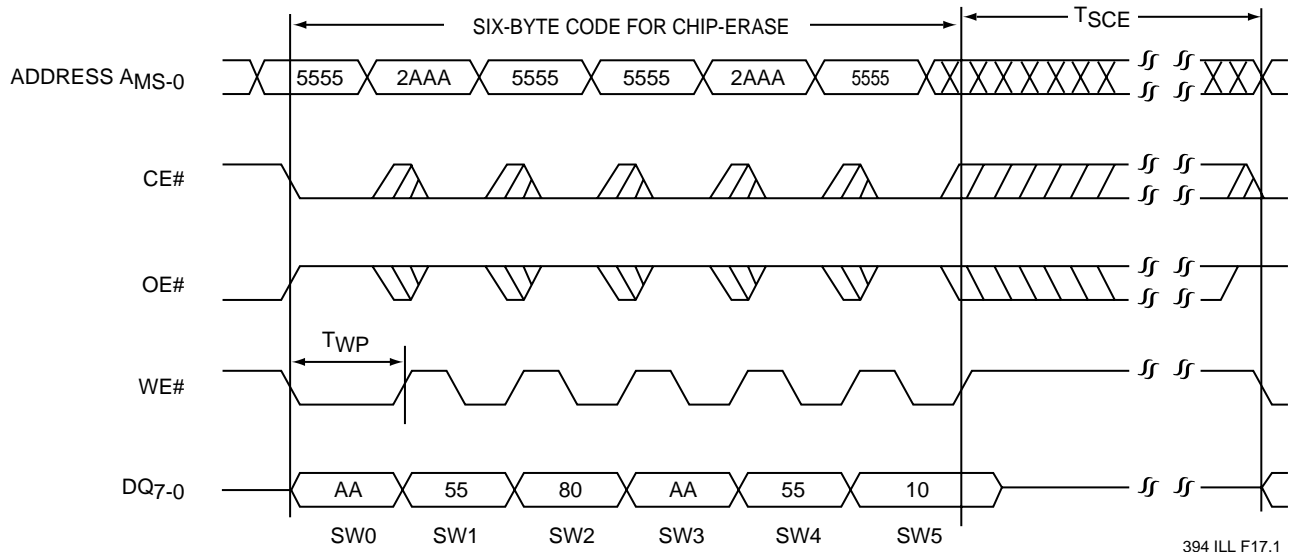 SIX-BYTE CODE FOR CHIP-ERASE TSCE
ADDRESS AMS-0 5555 2AAA 5555 5555 2AAA 5555
CE#
OE#
TWP
WE#
DQ7-0 AA 55 80 AA 55 10
SW0 SW1 SW2 SW3 SW4 SW5
394 ILL F17.1